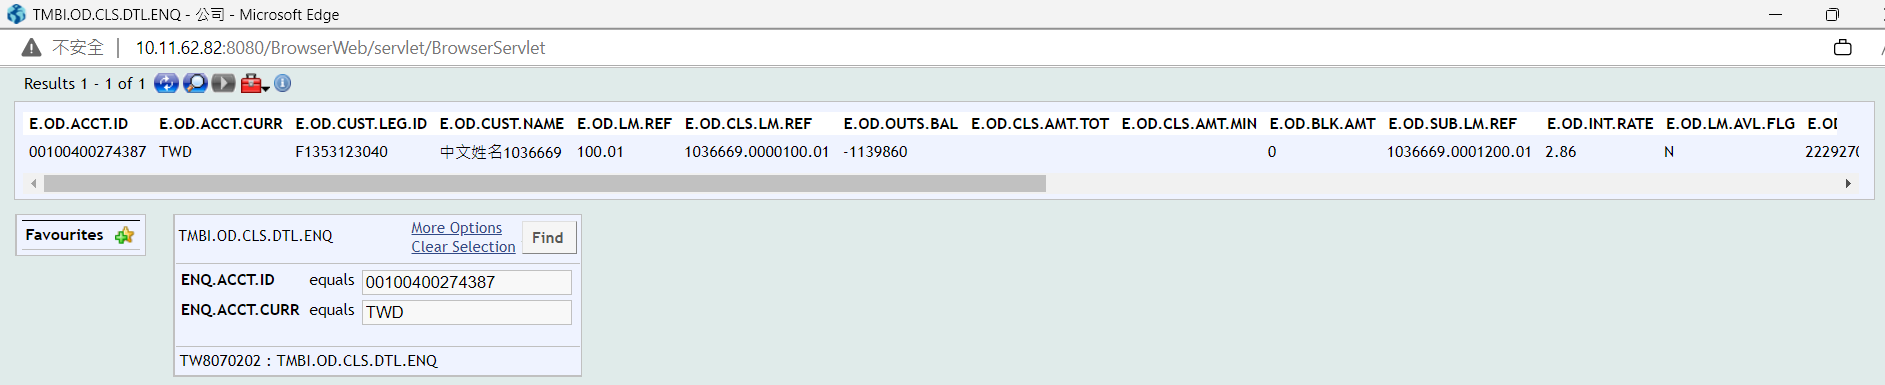 TMBI.OD.CLS.DTL.ENQ - 公司 - Microsoft Edge
不安全 | 10.11.62.82:8080/BrowserWeb/servlet/BrowserServlet
Results 1 - 1 of 1
E.OD.ACCT.ID E.OD.ACCT.CURR E.OD.CUST.LEG.ID E.OD.CUST.NAME E.OD.LM.REF E.OD.CLS.LM.REF E.OD.OUTS.BAL E.OD.CLS.AMT.TOT E.OD.CLS.AMT.MIN E.OD.BLK.AMT E.OD.SUB.LM.REF E.OD.INT.RATE E.OD.LM.AVL.FLG E.OD
00100400274387 TWD F1353123040 中文姓名1036669 100.01 1036669.0000100.01 -1139860 0 1036669.0001200.01 2.86 N 2229270
Favourites
TMBI.OD.CLS.DTL.ENQ
More Options
Clear Selection
Find
ENQ.ACCT.ID equals 00100400274387
ENQ.ACCT.CURR equals TWD
TW8070202 : TMBI.OD.CLS.DTL.ENQ